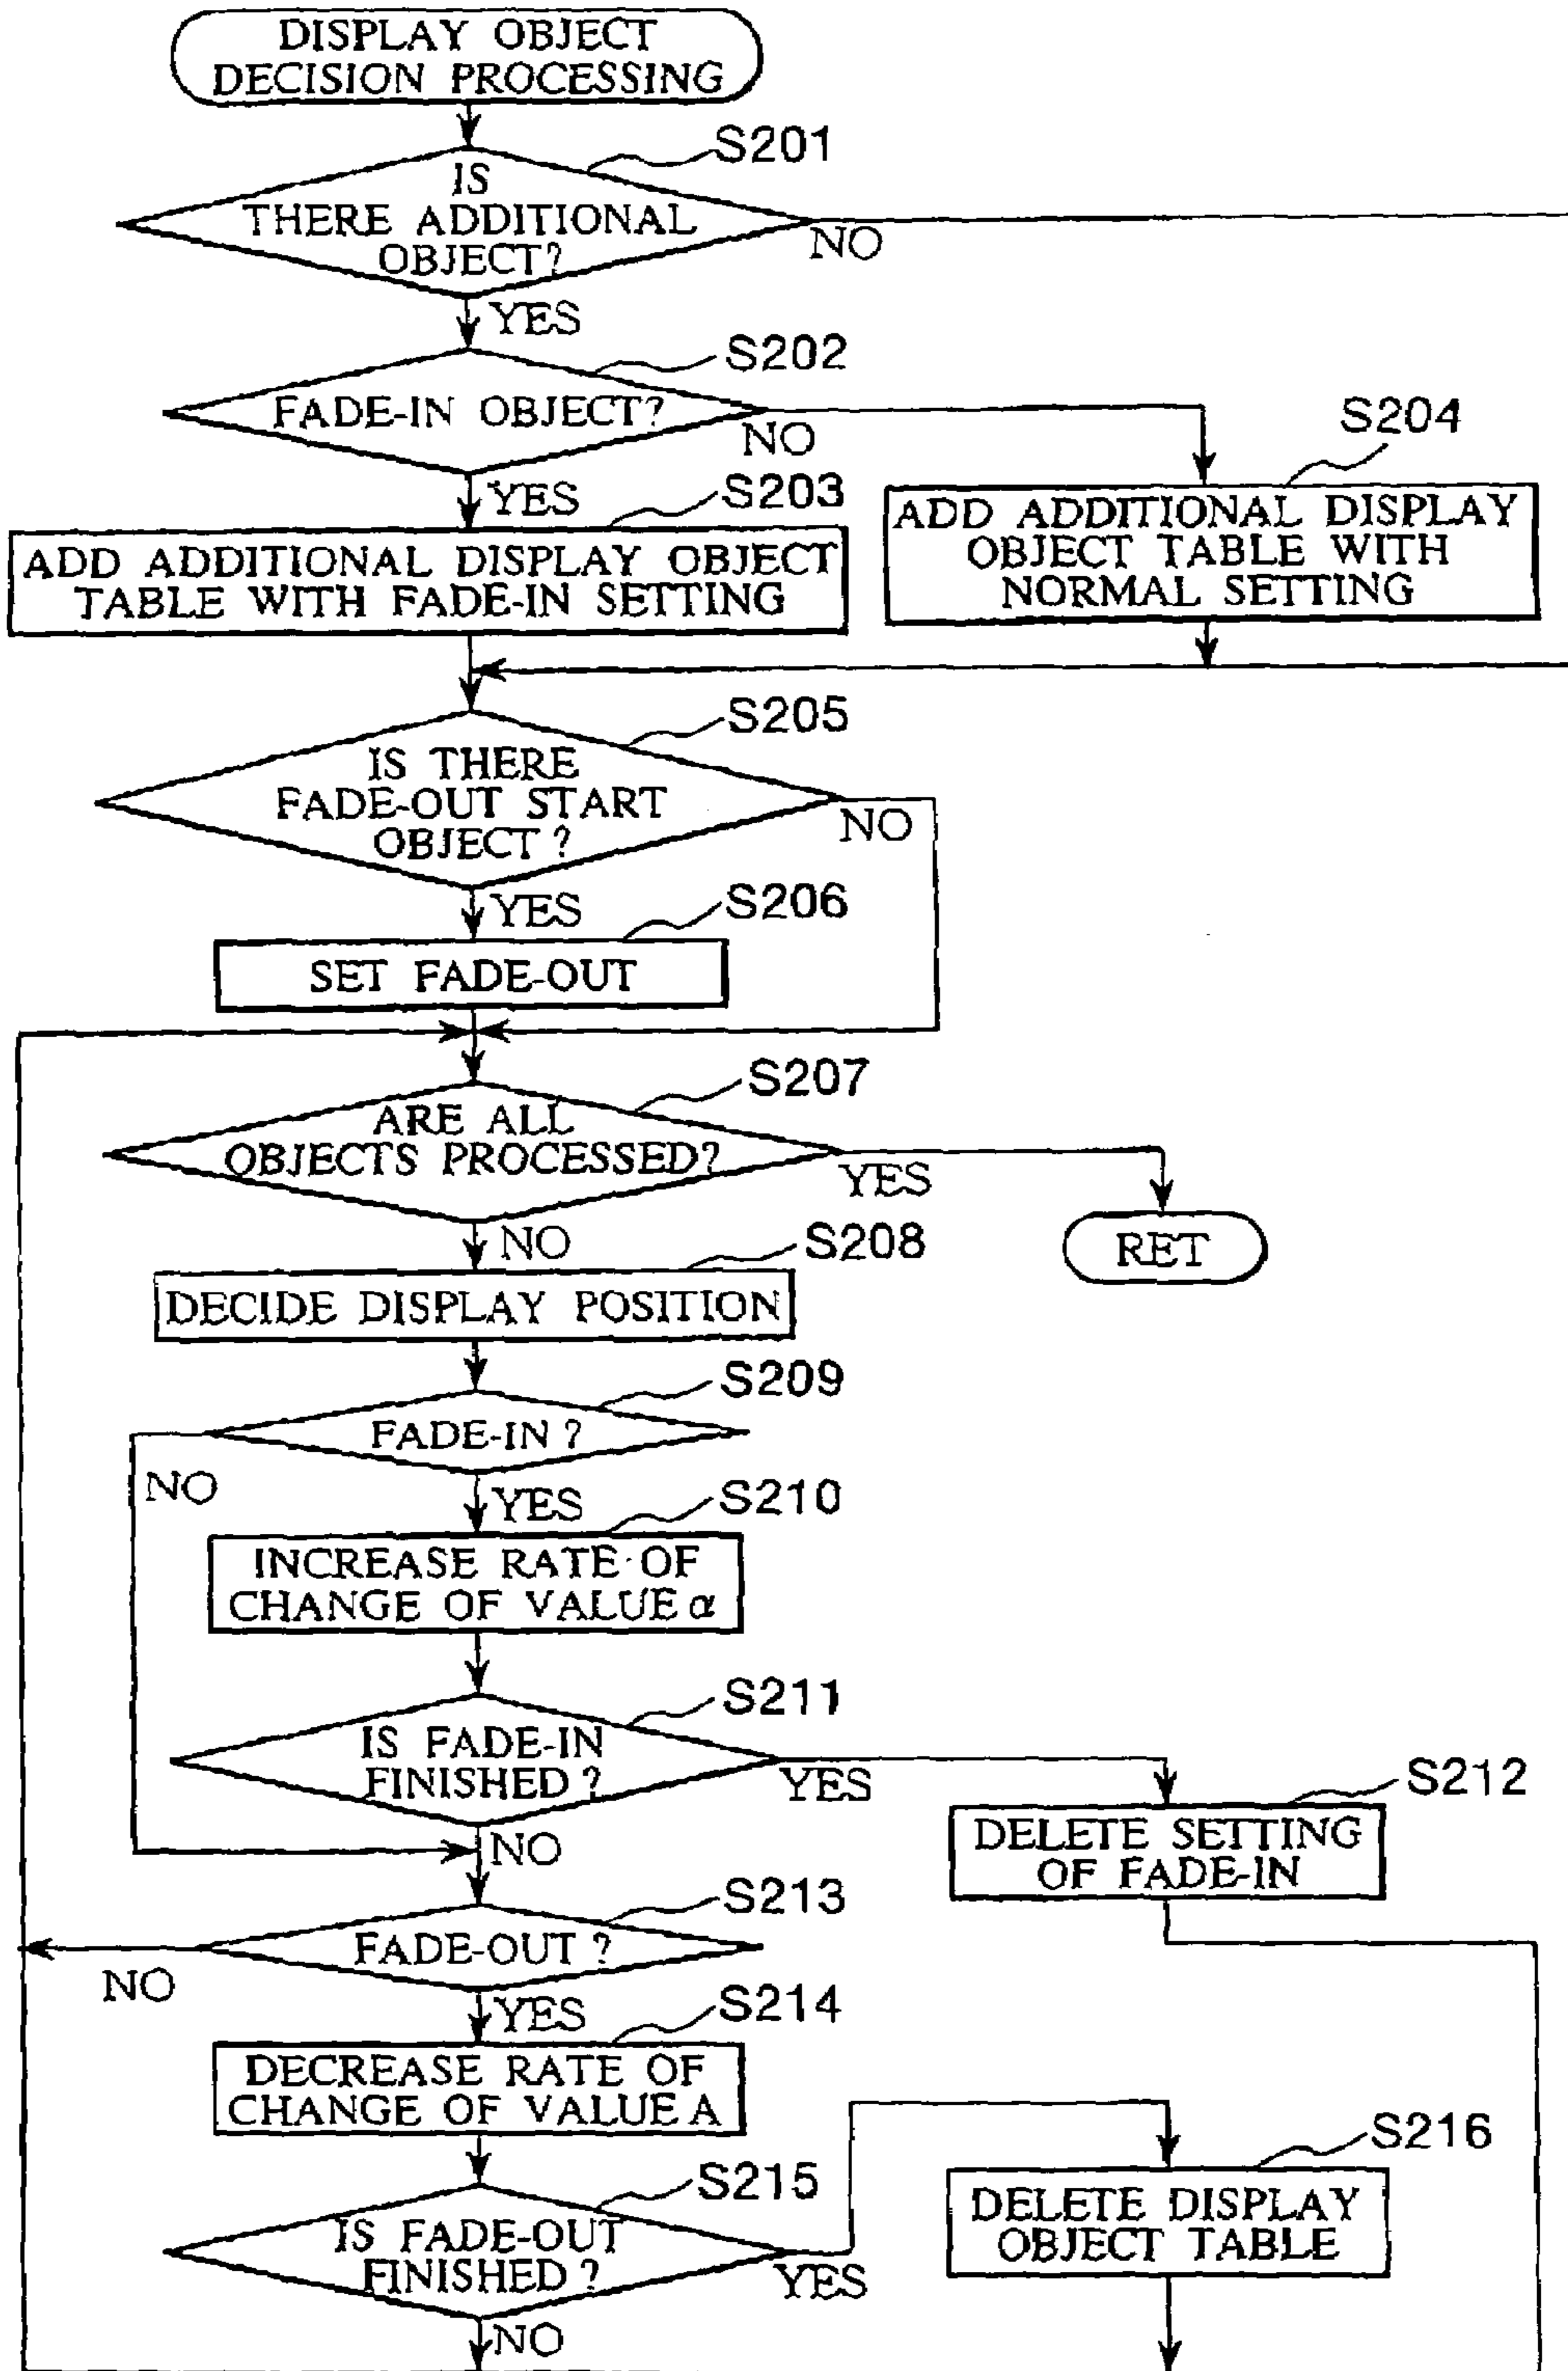 DISPLAY OBJECT
DECISION PROCESSING
S201
IS
THERE ADDITIONAL
OBJECT?
NO
YES
S202
FADE-IN OBJECT?
NO
S204
YES
S203
ADD ADDITIONAL DISPLAY OBJECT
TABLE WITH FADE-IN SETTING
ADD ADDITIONAL DISPLAY
OBJECT TABLE WITH
NORMAL SETTING
S205
IS THERE
FADE-OUT START
OBJECT ?
NO
YES
S206
SET FADE-OUT
S207
ARE ALL
OBJECTS PROCESSED?
YES
RET
NO
S208
DECIDE DISPLAY POSITION
S209
FADE-IN ?
NO
YES
S210
INCREASE RATE OF
CHANGE OF VALUE α
S211
IS FADE-IN
FINISHED ?
YES
S212
DELETE SETTING
OF FADE-IN
NO
S213
FADE-OUT ?
NO
YES
S214
DECREASE RATE OF
CHANGE OF VALUE A
S216
DELETE DISPLAY
OBJECT TABLE
S215
IS FADE-OUT
FINISHED ?
YES
NO